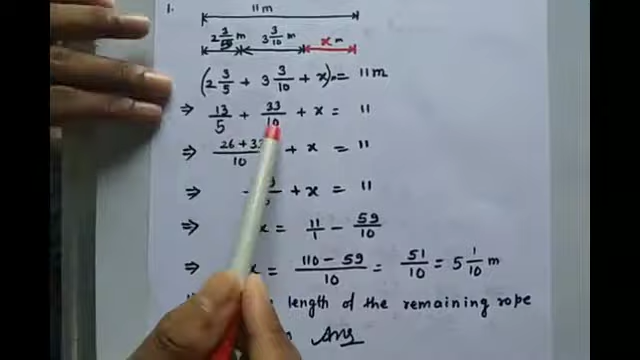 1.
11 m
2 3/5 m 3 3/10 m x m
(2 3/5 + 3 3/10 + x) = 11 m
⇒ 13/5 + 33/10 + x = 11
⇒ 26 + 33/10 + x = 11
⇒ + x = 11
⇒ x = 11/1 − 59/10
⇒ x = 110 − 59/10 = 51/10 = 5 1/10 m
length of the remaining rope
Ans